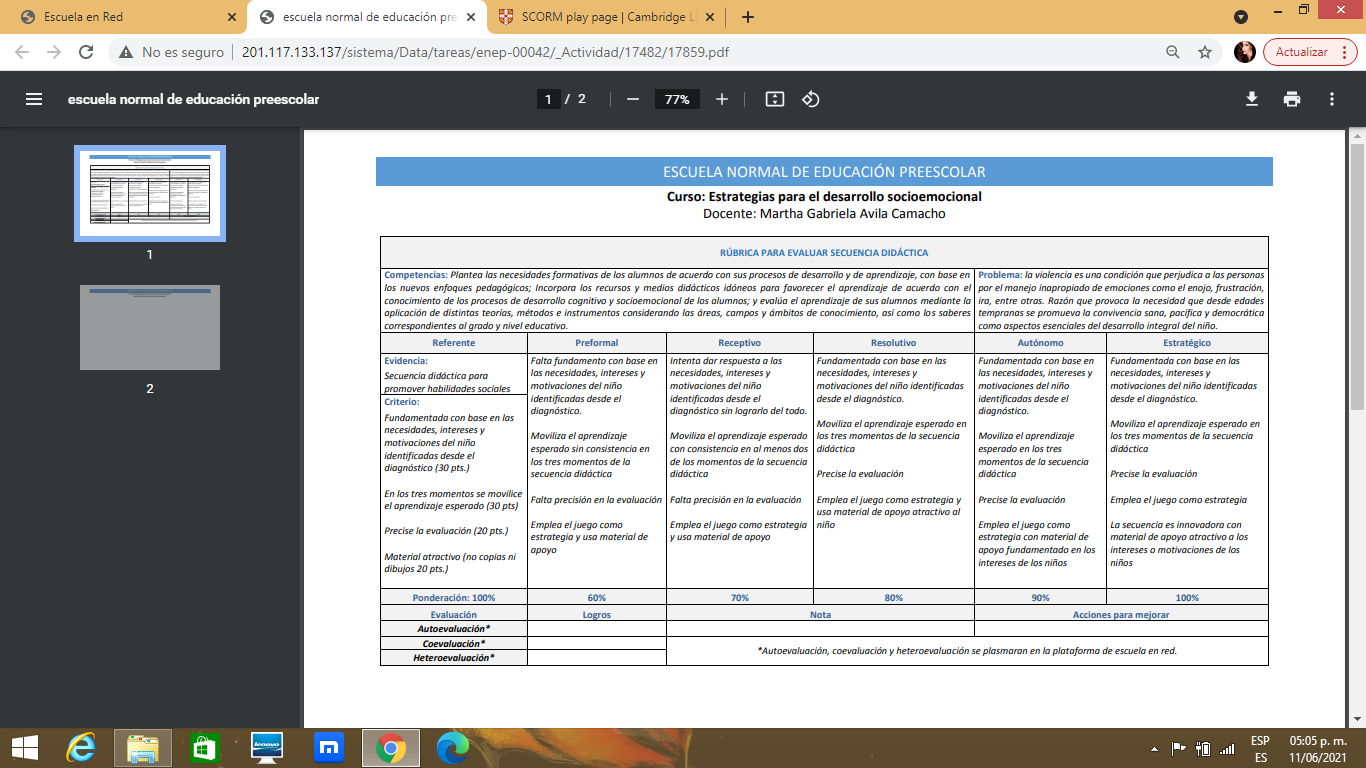 Escuela en Red
escuela normal de educación pre
SCORM play page | Cambridge L
No es seguro
201.117.133.137/sistema/Data/tareas/enep-00042/_Actividad/17482/17859.pdf
Actualizar
escuela normal de educación preescolar
1 / 2
77%
1
2
ESCUELA NORMAL DE EDUCACIÓN PREESCOLAR
Curso: Estrategias para el desarrollo socioemocional
Docente: Martha Gabriela Avila Camacho
RÚBRICA PARA EVALUAR SECUENCIA DIDÁCTICA
Competencias: Plantea las necesidades formativas de los alumnos de acuerdo con sus procesos de desarrollo y de aprendizaje, con base en
los nuevos enfoques pedagógicos; Incorpora los recursos y medios didácticos idóneos para favorecer el aprendizaje de acuerdo con el
conocimiento de los procesos de desarrollo cognitivo y socioemocional de los alumnos; y evalúa el aprendizaje de sus alumnos mediante la
aplicación de distintas teorías, métodos e instrumentos considerando las áreas, campos y ámbitos de conocimiento, así como los saberes
correspondientes al grado y nivel educativo.
Problema: la violencia es una condición que perjudica a las personas
por el manejo inapropiado de emociones como el enojo, frustración,
ira, entre otras. Razón que provoca la necesidad que desde edades
tempranas se promueva la convivencia sana, pacífica y democrática
como aspectos esenciales del desarrollo integral del niño.
Referente
Preformal
Receptivo
Resolutivo
Autónomo
Estratégico
Evidencia:
Secuencia didáctica para
promover habilidades sociales
Criterio:
Fundamentada con base en las
necesidades, intereses y
motivaciones del niño
identificadas desde el
diagnóstico (30 pts.)
En los tres momentos se movilice
el aprendizaje esperado (30 pts)
Precise la evaluación (20 pts.)
Material atractivo (no copias ni
dibujos 20 pts.)
Falta fundamento con base en
las necesidades, intereses y
motivaciones del niño
identificadas desde el
diagnóstico.
Moviliza el aprendizaje
esperado sin consistencia en
los tres momentos de la
secuencia didáctica
Falta precisión en la evaluación
Emplea el juego como
estrategia y usa material de
apoyo
Intenta dar respuesta a las
necesidades, intereses y
motivaciones del niño
identificadas desde el
diagnóstico sin lograrlo del todo.
Moviliza el aprendizaje esperado
con consistencia en al menos dos
de los momentos de la secuencia
didáctica
Falta precisión en la evaluación
Emplea el juego como estrategia
y usa material de apoyo
Fundamentada con base en las
necesidades, intereses y
motivaciones del niño identificadas
desde el diagnóstico.
Moviliza el aprendizaje esperado en
los tres momentos de la secuencia
didáctica
Precise la evaluación
Emplea el juego como estrategia y
usa material de apoyo atractivo al
niño
Fundamentada con base en
las necesidades, intereses y
motivaciones del niño
identificadas desde el
diagnóstico.
Moviliza el aprendizaje
esperado en los tres
momentos de la secuencia
didáctica
Precise la evaluación
Emplea el juego como
estrategia con material de
apoyo fundamentado en los
intereses de los niños
Fundamentada con base en las
necesidades, intereses y
motivaciones del niño identificadas
desde el diagnóstico.
Moviliza el aprendizaje esperado en
los tres momentos de la secuencia
didáctica
Precise la evaluación
Emplea el juego como estrategia
La secuencia es innovadora con
material de apoyo atractivo a los
intereses o motivaciones de los
niños
Ponderación: 100%
60%
70%
80%
90%
100%
Evaluación
Logros
Nota
Acciones para mejorar
Autoevaluación*
Coevaluación*
Heteroevaluación*
*Autoevaluación, coevaluación y heteroevaluación se plasmaran en la plataforma de escuela en red.
lenovo
ESP
ES
05:05 p. m.
11/06/2021